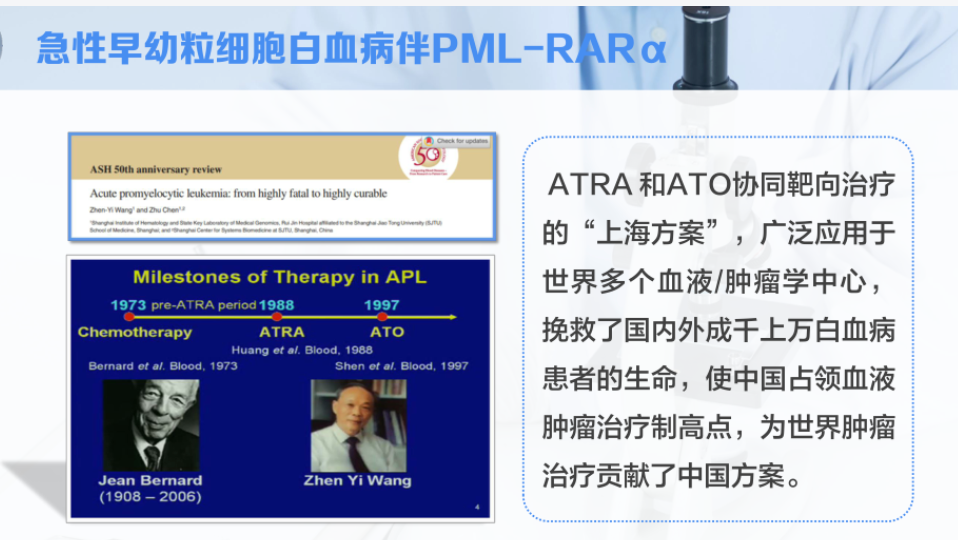 急性早幼粒细胞白血病伴PML-RARα
Check for updates
50
ASH 50th anniversary review
Acute promyelocytic leukemia: from highly fatal to highly curable
Zhen-Yi Wang¹ and Zhu Chen¹,²
¹Shanghai Institute of Hematology and State Key Laboratory of Medical Genomics, Rui Jin Hospital affiliated to the Shanghai Jiao Tong University (SJTU)
School of Medicine, Shanghai; and ²Shanghai Center for Systems Biomedicine at SJTU, Shanghai, China
Milestones of Therapy in APL
1973 pre-ATRA period 1988 1997
Chemotherapy ATRA ATO
Huang et al. Blood, 1988
Bernard et al. Blood, 1973 Shen et al. Blood, 1997
Jean Bernard Zhen Yi Wang
(1908 – 2006)
4
ATRA 和ATO协同靶向治疗
的“上海方案”，广泛应用于
世界多个血液/肿瘤学中心，
挽救了国内外成千上万白血病
患者的生命，使中国占领血液
肿瘤治疗制高点，为世界肿瘤
治疗贡献了中国方案。